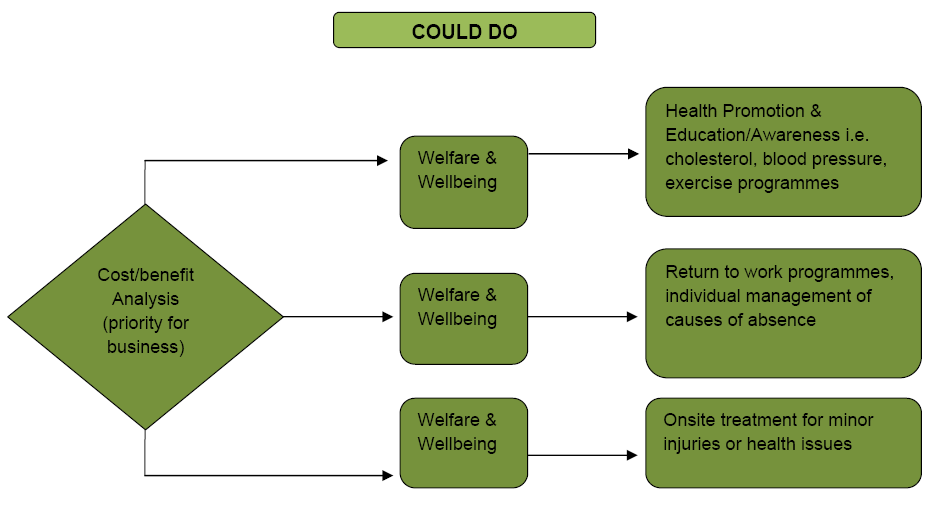 COULD DO
Cost/benefit
Analysis
(priority for
business)
Welfare &
Wellbeing
Health Promotion &
Education/Awareness i.e.
cholesterol, blood pressure,
exercise programmes
Welfare &
Wellbeing
Return to work programmes,
individual management of
causes of absence
Welfare &
Wellbeing
Onsite treatment for minor
injuries or health issues